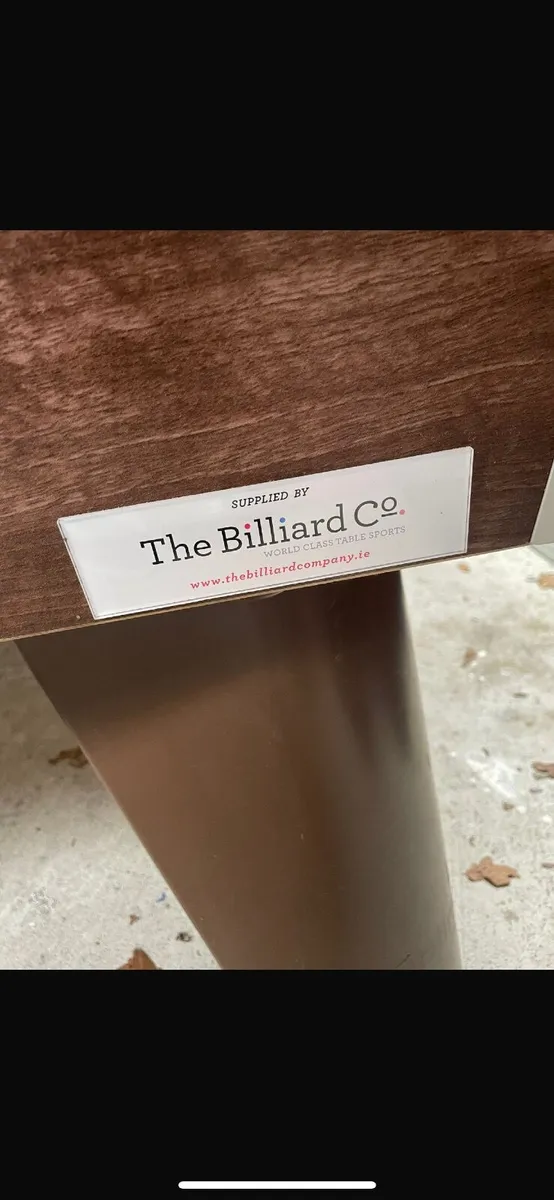 SUPPLIED BY
The Billiard Co.
WORLD CLASS TABLE SPORTS
www.thebilliardcompany.ie